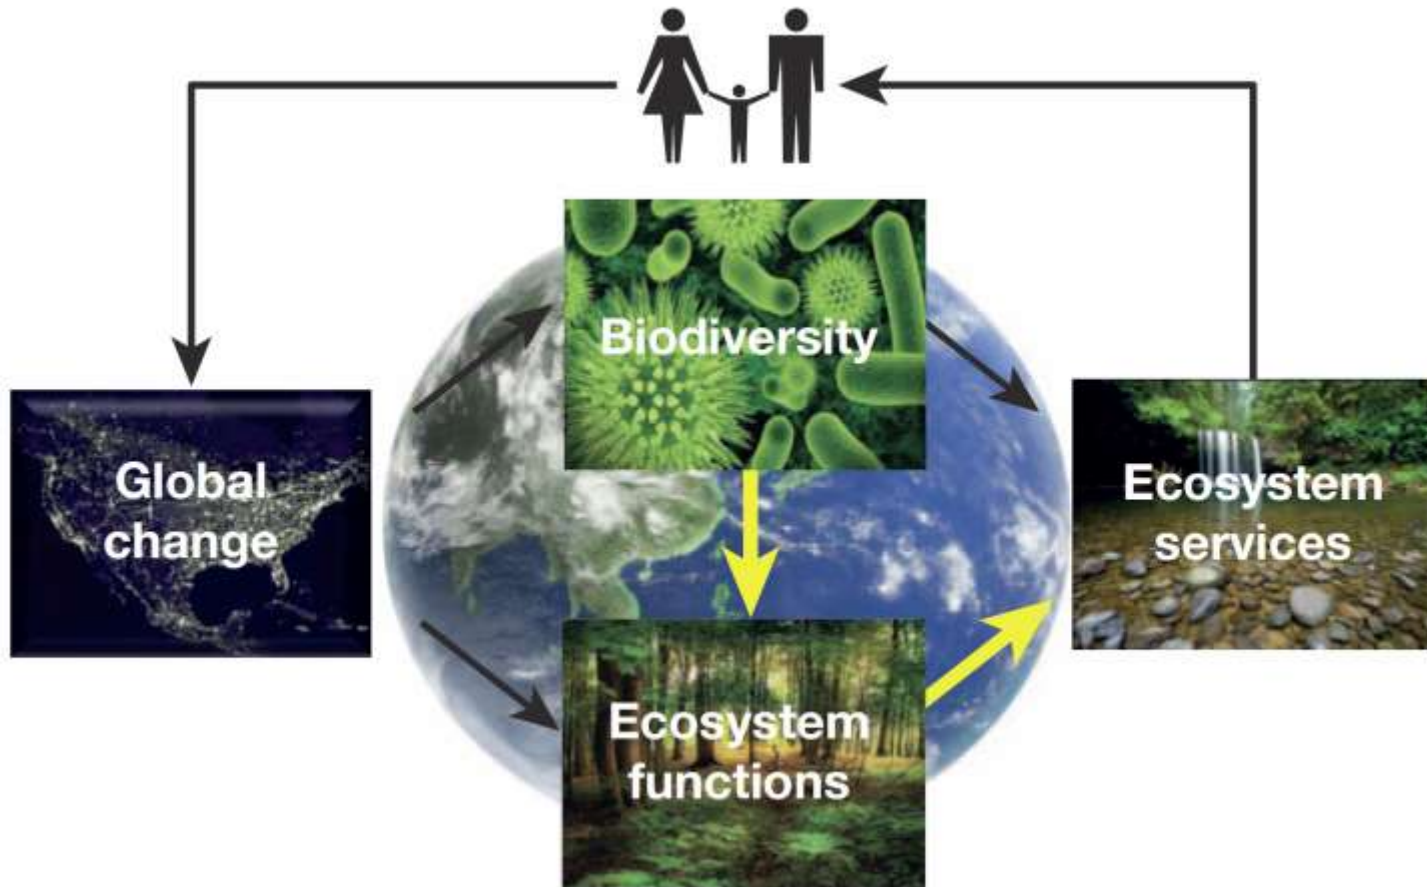 Biodiversity
Global
change
Ecosystem
services
Ecosystem
functions